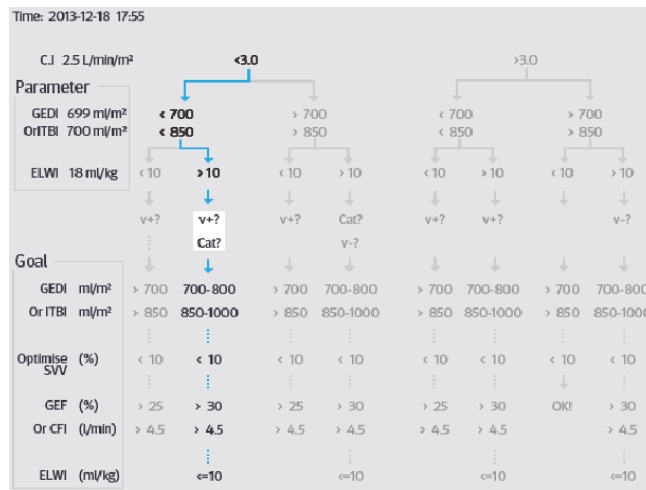 Time: 2013-12-18 17:55
C.I 2.5 L/min/m² <3.0 >3.0
Parameter
GEDI 699 ml/m² < 700 > 700 < 700 > 700
Or ITBI 700 ml/m² < 850 > 850 < 850 > 850
ELWI 18 ml/kg < 10 > 10 < 10 > 10 < 10 > 10 < 10 > 10
v+? v+? v+? Cat? v+? v+? v-?
Cat? v-?
Goal
GEDI ml/m² > 700 700-800 > 700 700-800 > 700 700-800 > 700 700-800
Or ITBI ml/m² > 850 850-1000 > 850 850-1000 > 850 850-1000 > 850 850-1000
Optimise (%) < 10 < 10 < 10 < 10 < 10 < 10 < 10 < 10
SVV
GEF (%) > 25 > 30 > 25 > 30 > 25 > 30 OK! > 30
Or CFI (l/min) > 4.5 > 4.5 > 4.5 > 4.5 > 4.5 > 4.5 > 4.5
ELWI (ml/kg) <=10 <=10 <=10 <=10